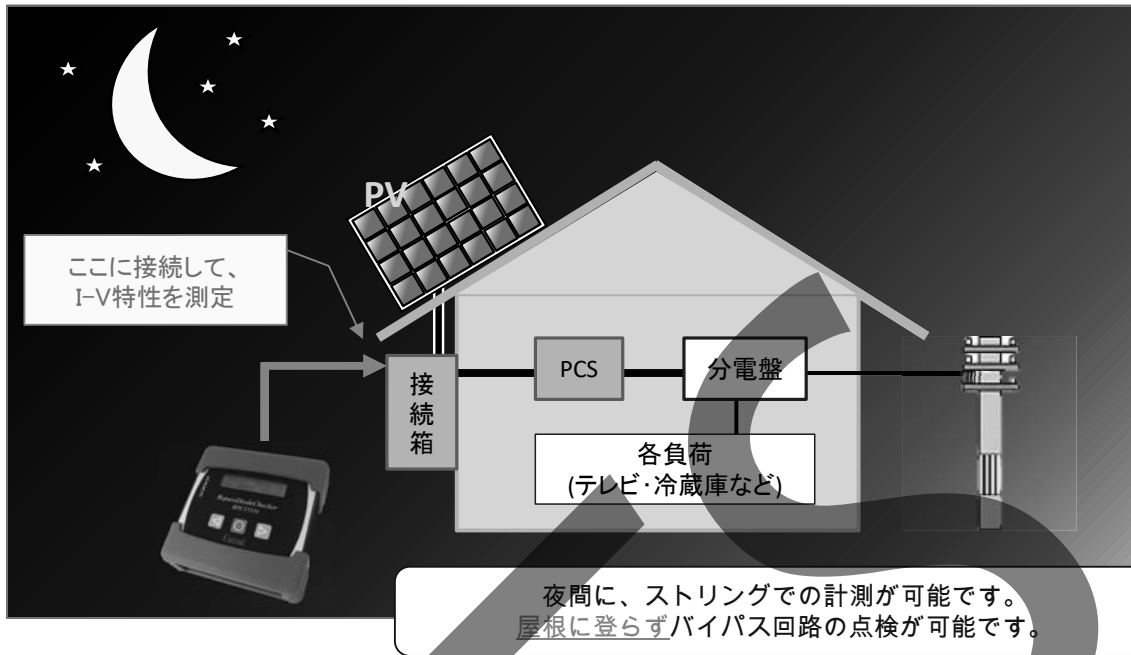 PV
ここに接続して、
I-V特性を測定
接続箱
PCS
分電盤
各負荷
(テレビ・冷蔵庫など)
BypassDiodeChecker
夜間に、ストリングでの計測が可能です。
屋根に登らずバイパス回路の点検が可能です。